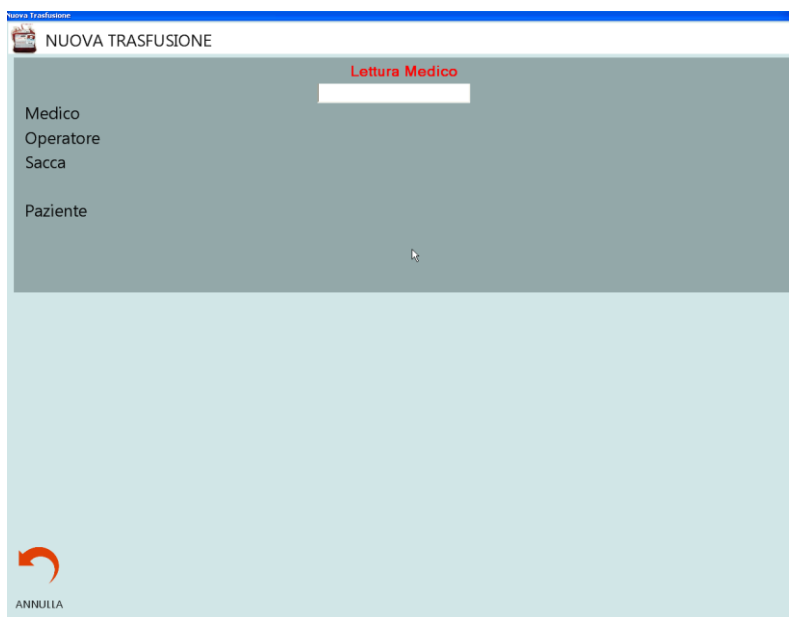 Nuova Trasfusione
NUOVA TRASFUSIONE
Lettura Medico
Medico
Operatore
Sacca
Paziente
ANNULLA